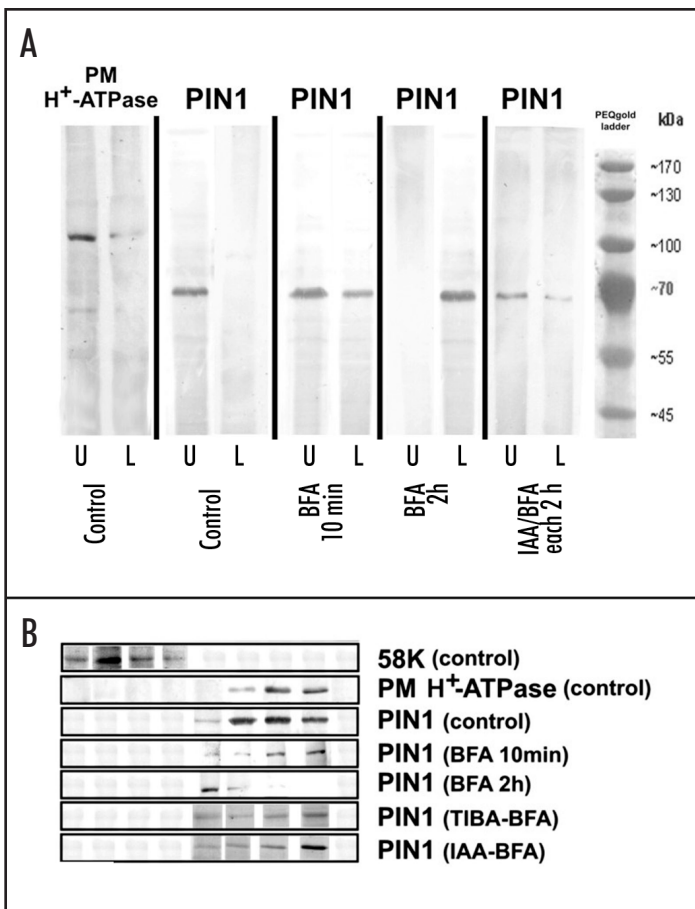 A
PM
H⁺-ATPase
PIN1
PIN1
PIN1
PIN1
PEQgold
ladder
kDa
~170
~130
~100
~70
~55
~45
U L U L U L U L U L
Control
Control
BFA
10 min
BFA
2h
IAA/BFA
each 2 h
B
58K (control)
PM H⁺-ATPase (control)
PIN1 (control)
PIN1 (BFA 10min)
PIN1 (BFA 2h)
PIN1 (TIBA-BFA)
PIN1 (IAA-BFA)